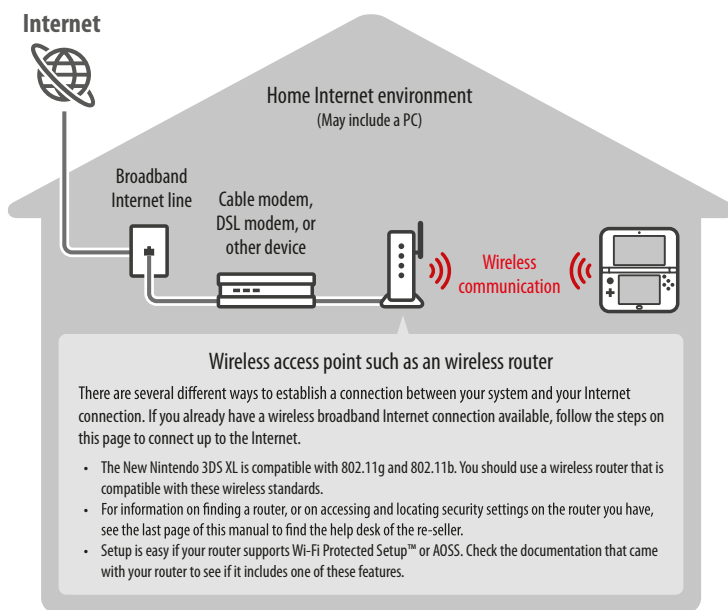 Internet
Home Internet environment
(May include a PC)
Broadband
Internet line
Cable modem,
DSL modem, or
other device
Wireless
communication
Wireless access point such as an wireless router
There are several different ways to establish a connection between your system and your Internet
connection. If you already have a wireless broadband Internet connection available, follow the steps on
this page to connect up to the Internet.
• The New Nintendo 3DS XL is compatible with 802.11g and 802.11b. You should use a wireless router that is
compatible with these wireless standards.
• For information on finding a router, or on accessing and locating security settings on the router you have,
see the last page of this manual to find the help desk of the re-seller.
• Setup is easy if your router supports Wi-Fi Protected Setup™ or AOSS. Check the documentation that came
with your router to see if it includes one of these features.